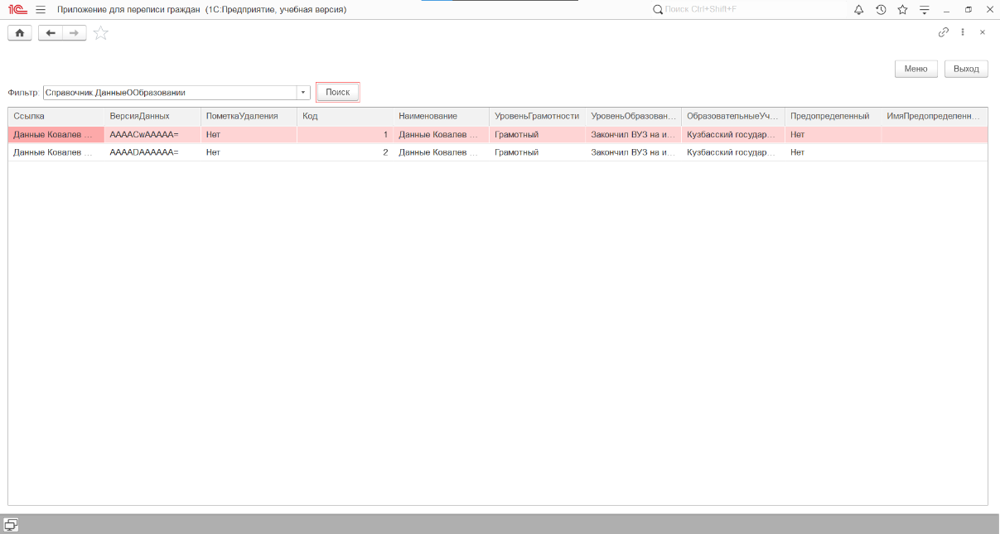 1С Приложение для переписи граждан (1С:Предприятие, учебная версия) Поиск Ctrl+Shift+F
Меню Выход
Фильтр: Справочник.ДанныеООбразовании Поиск
Ссылка ВерсияДанных ПометкаУдаления Код Наименование УровеньГрамотности УровеньОбразован... ОбразовательныеУч... Предопределенный ИмяПредопределенн...
Данные Ковалев ... AAAACwAAAAA= Нет 1 Данные Ковалев ... Грамотный Закончил ВУЗ на и... Кузбасский государ... Нет
Данные Ковалев ... AAAADAAAAAA= Нет 2 Данные Ковалев ... Грамотный Закончил ВУЗ на и... Кузбасский государ... Нет